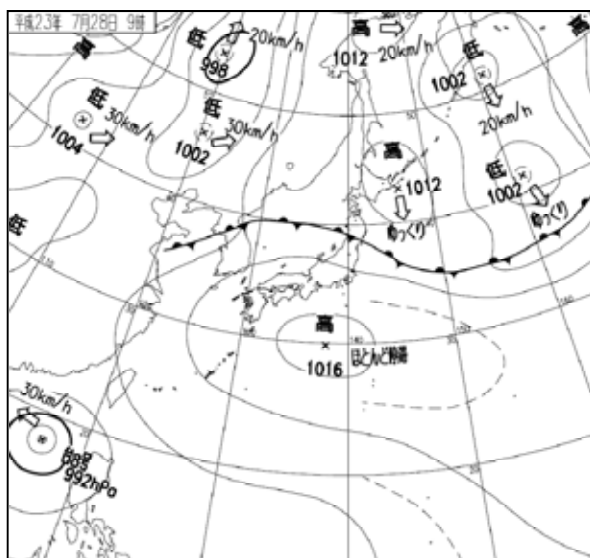 平成23年 7月28日 9時
高
低
998
20km/h
高
1012
20km/h
低
1002
20km/h
高
低
1004
30km/h
低
1002
30km/h
高
1012
ゆっくり
低
1002
ゆっくり
低
高
1016
ほとんど停滞
30km/h
992hPa